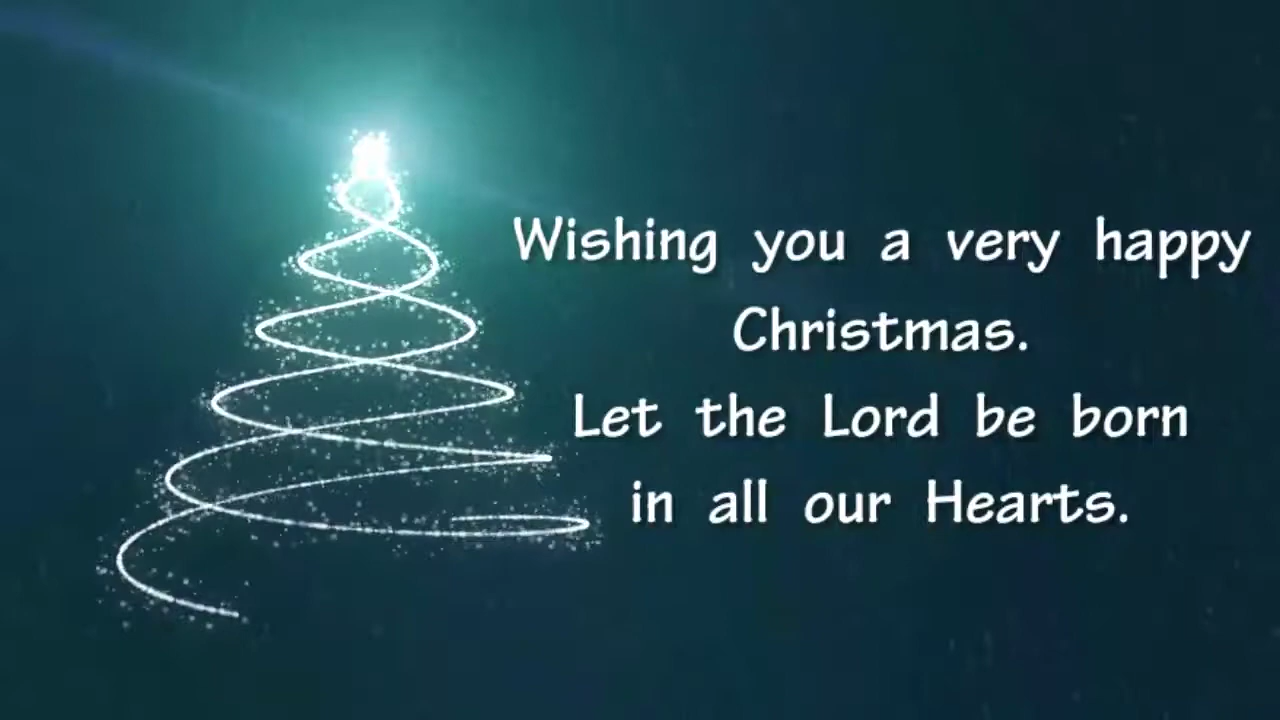 Wishing you a very happy
Christmas.
Let the Lord be born
in all our Hearts.